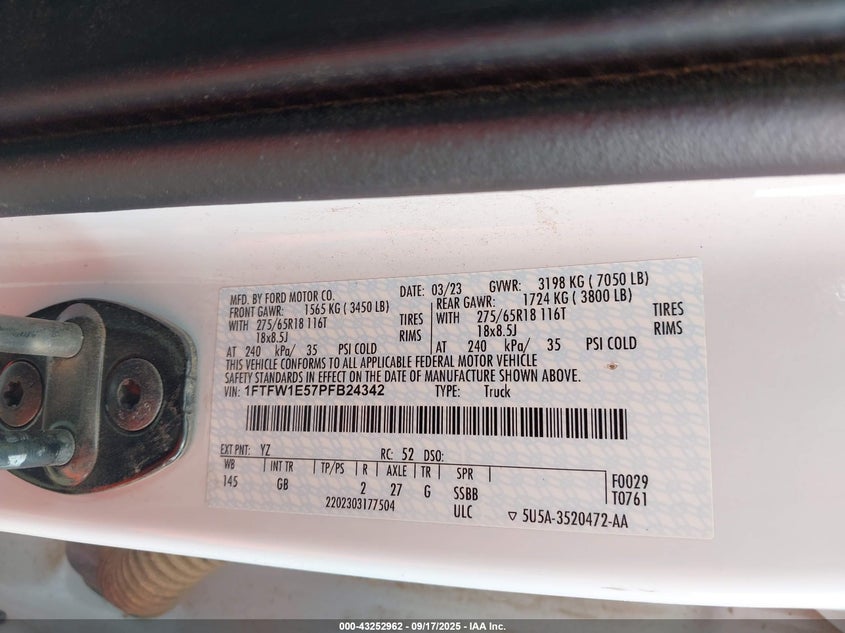 MFD. BY FORD MOTOR CO.
DATE: 03/23 GVWR: 3198 KG ( 7050 LB)
FRONT GAWR: 1565 KG ( 3450 LB)
WITH 275/65R18 116T TIRES
18x8.5J RIMS
AT 240 kPa/ 35 PSI COLD
REAR GAWR: 1724 KG ( 3800 LB)
WITH 275/65R18 116T TIRES
18x8.5J RIMS
AT 240 kPa/ 35 PSI COLD
THIS VEHICLE CONFORMS TO ALL APPLICABLE FEDERAL MOTOR VEHICLE
SAFETY STANDARDS IN EFFECT ON THE DATE OF MANUFACTURE SHOWN ABOVE.
VIN: 1FTFW1E57PFB24342 TYPE: Truck
EXT PNT: YZ RC: 52 DSO:
WB INT TR TP/PS R AXLE TR SPR
145 GB 2 27 G SSBB
F0029
T0761
2202303177504 ULC
▽ 5U5A-3520472-AA
000-43252962 - 09/17/2025 - IAA Inc.